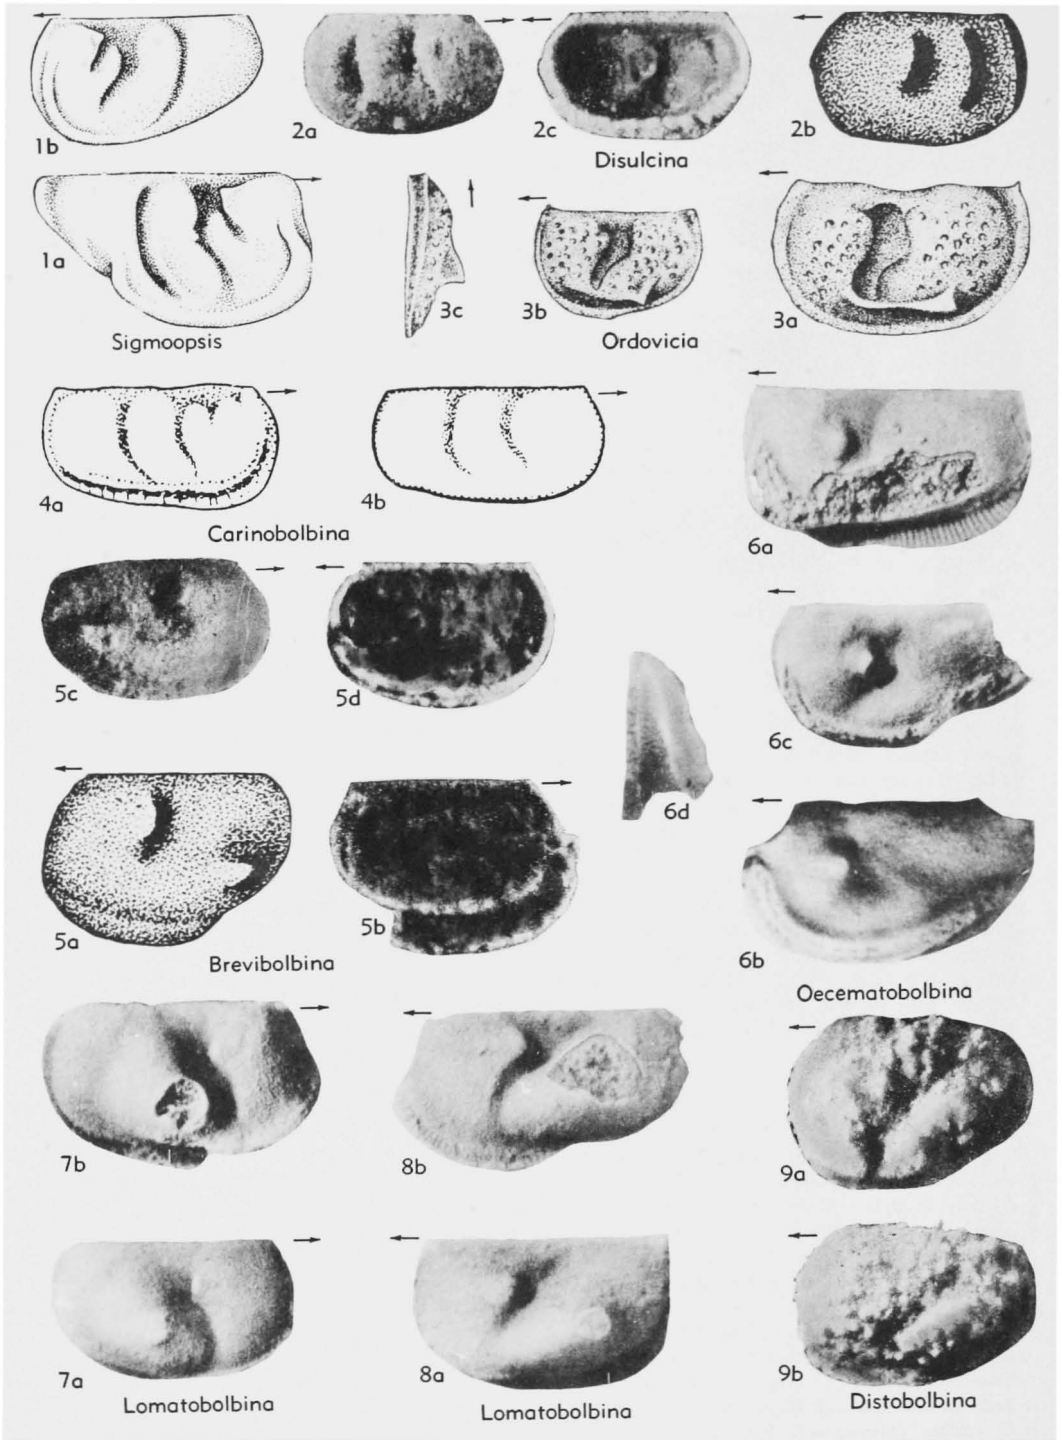 1b
2a
2c
2b
Disulcina
1a
3c
3b
3a
Sigmoopsis
Ordovicia
4a
4b
Carinobolbina
6a
5c
5d
6c
6d
5a
5b
6b
Brevibolbina
Oecematobolbina
7b
8b
9a
7a
8a
9b
Lomatobolbina
Lomatobolbina
Distobolbina